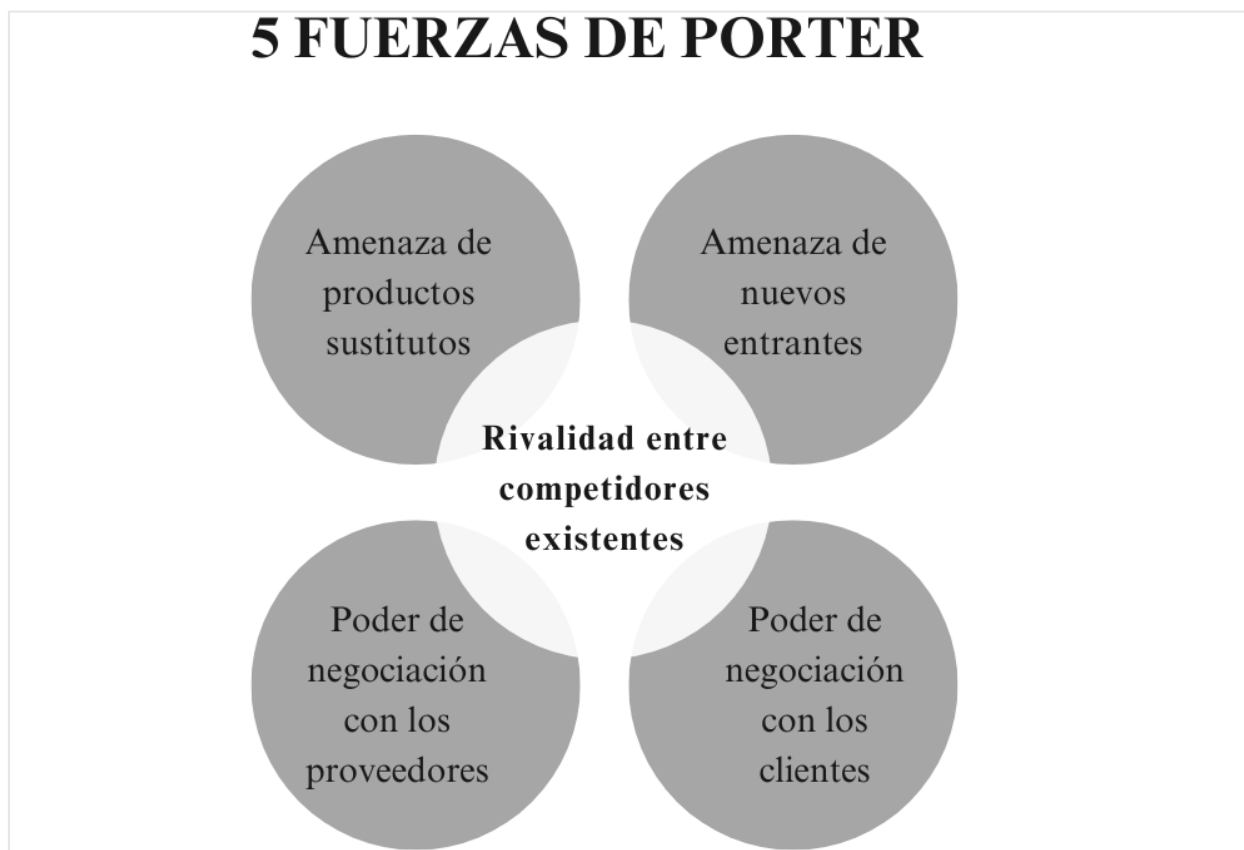 5 FUERZAS DE PORTER
Amenaza de
productos
sustitutos
Amenaza de
nuevos
entrantes
Rivalidad entre
competidores
existentes
Poder de
negociación
con los
proveedores
Poder de
negociación
con los
clientes